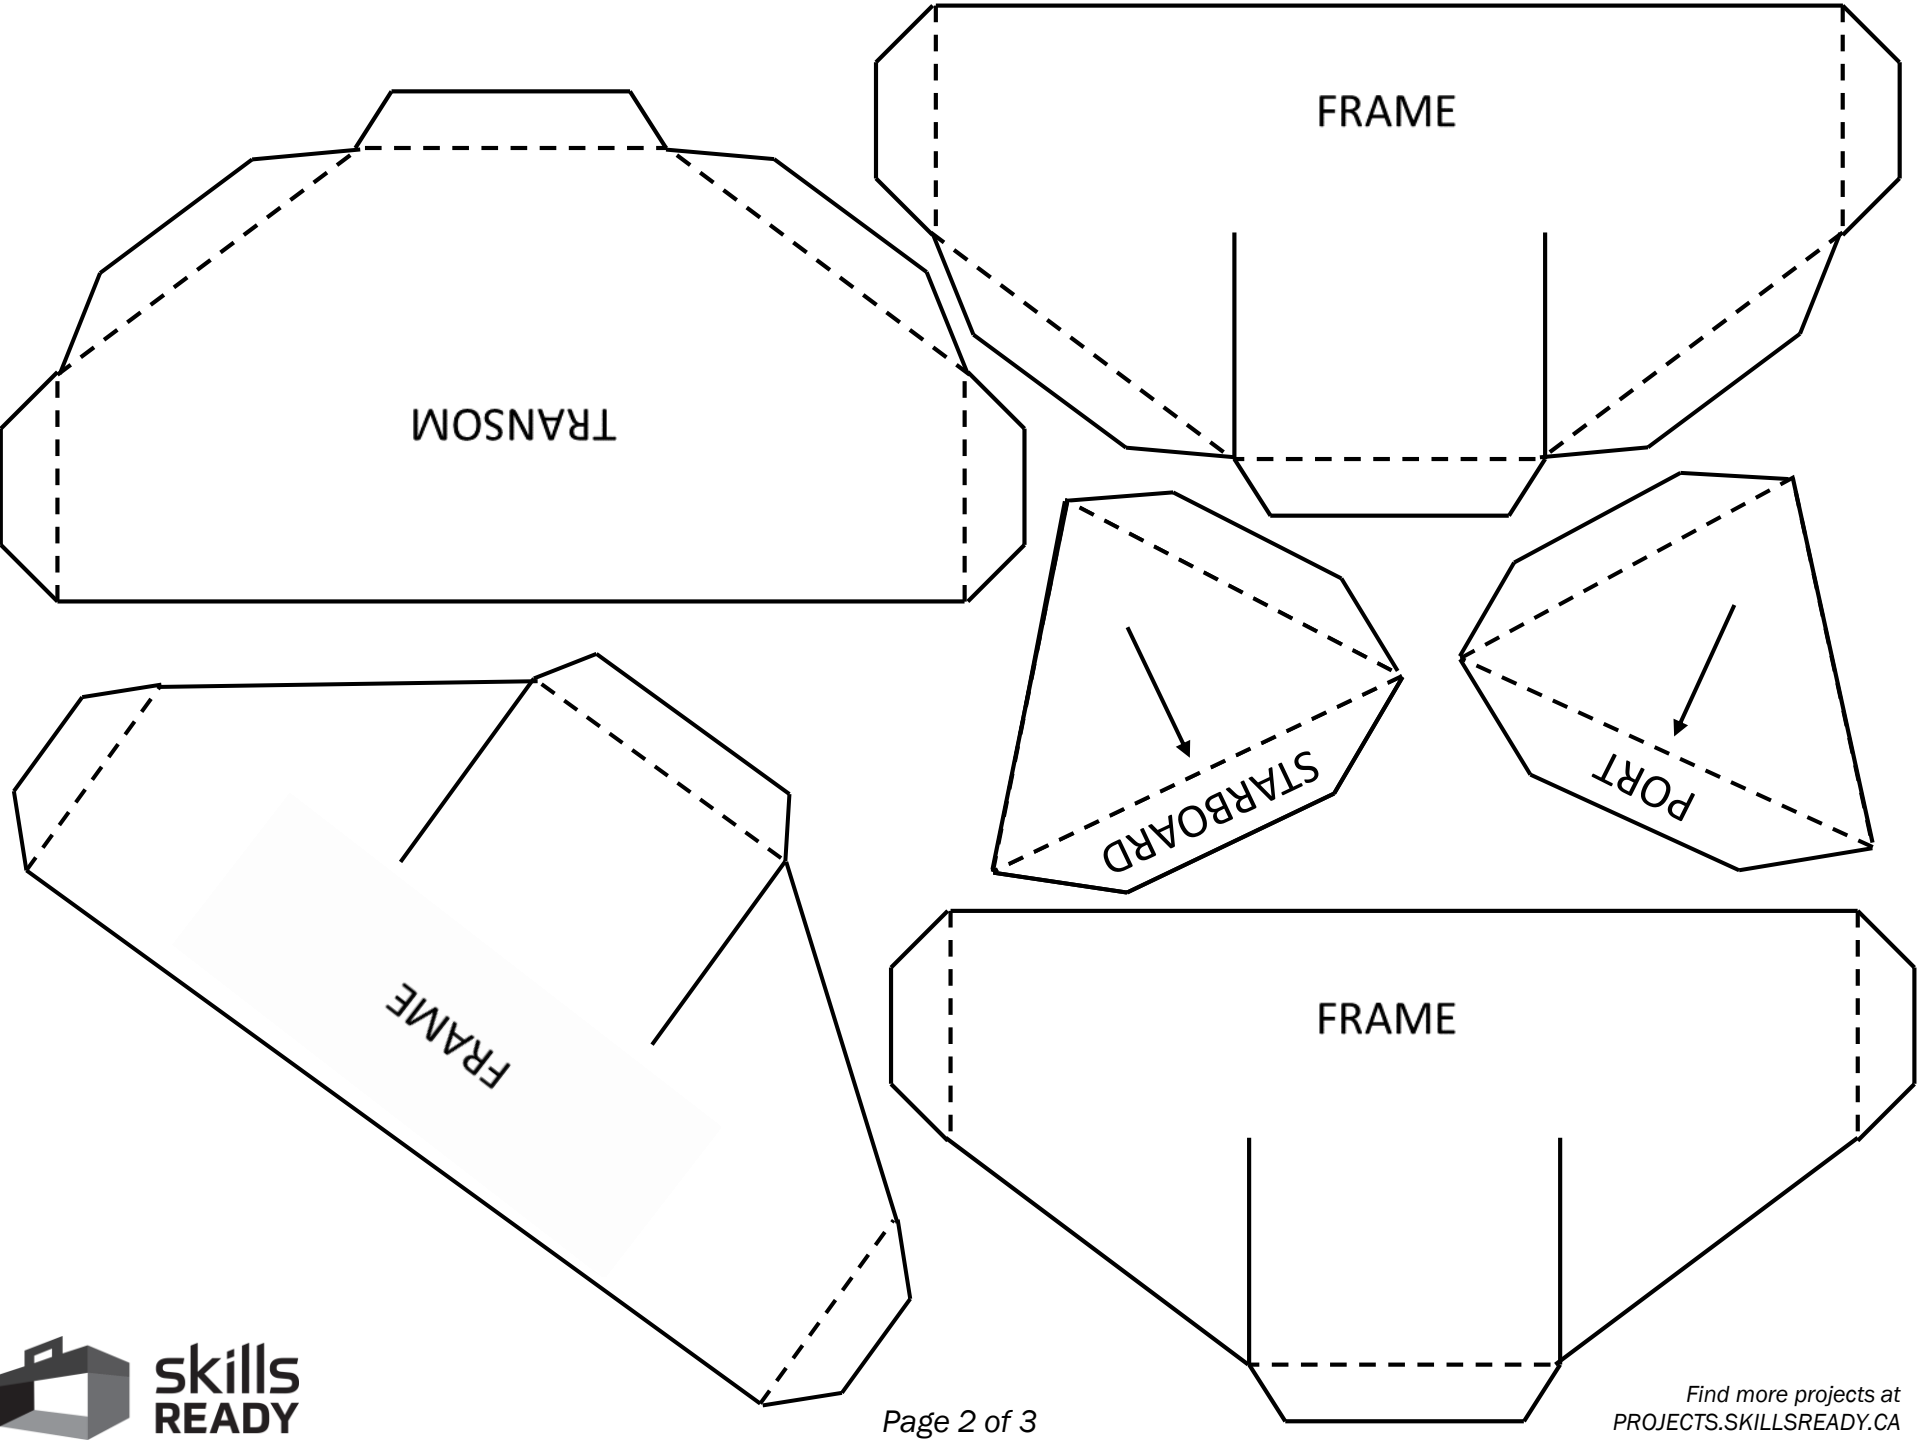 FRAME
TRANSOM
STARBOARD
PORT
FRAME
FRAME
skills
READY
Page 2 of 3
Find more projects at
PROJECTS.SKILLSREADY.CA